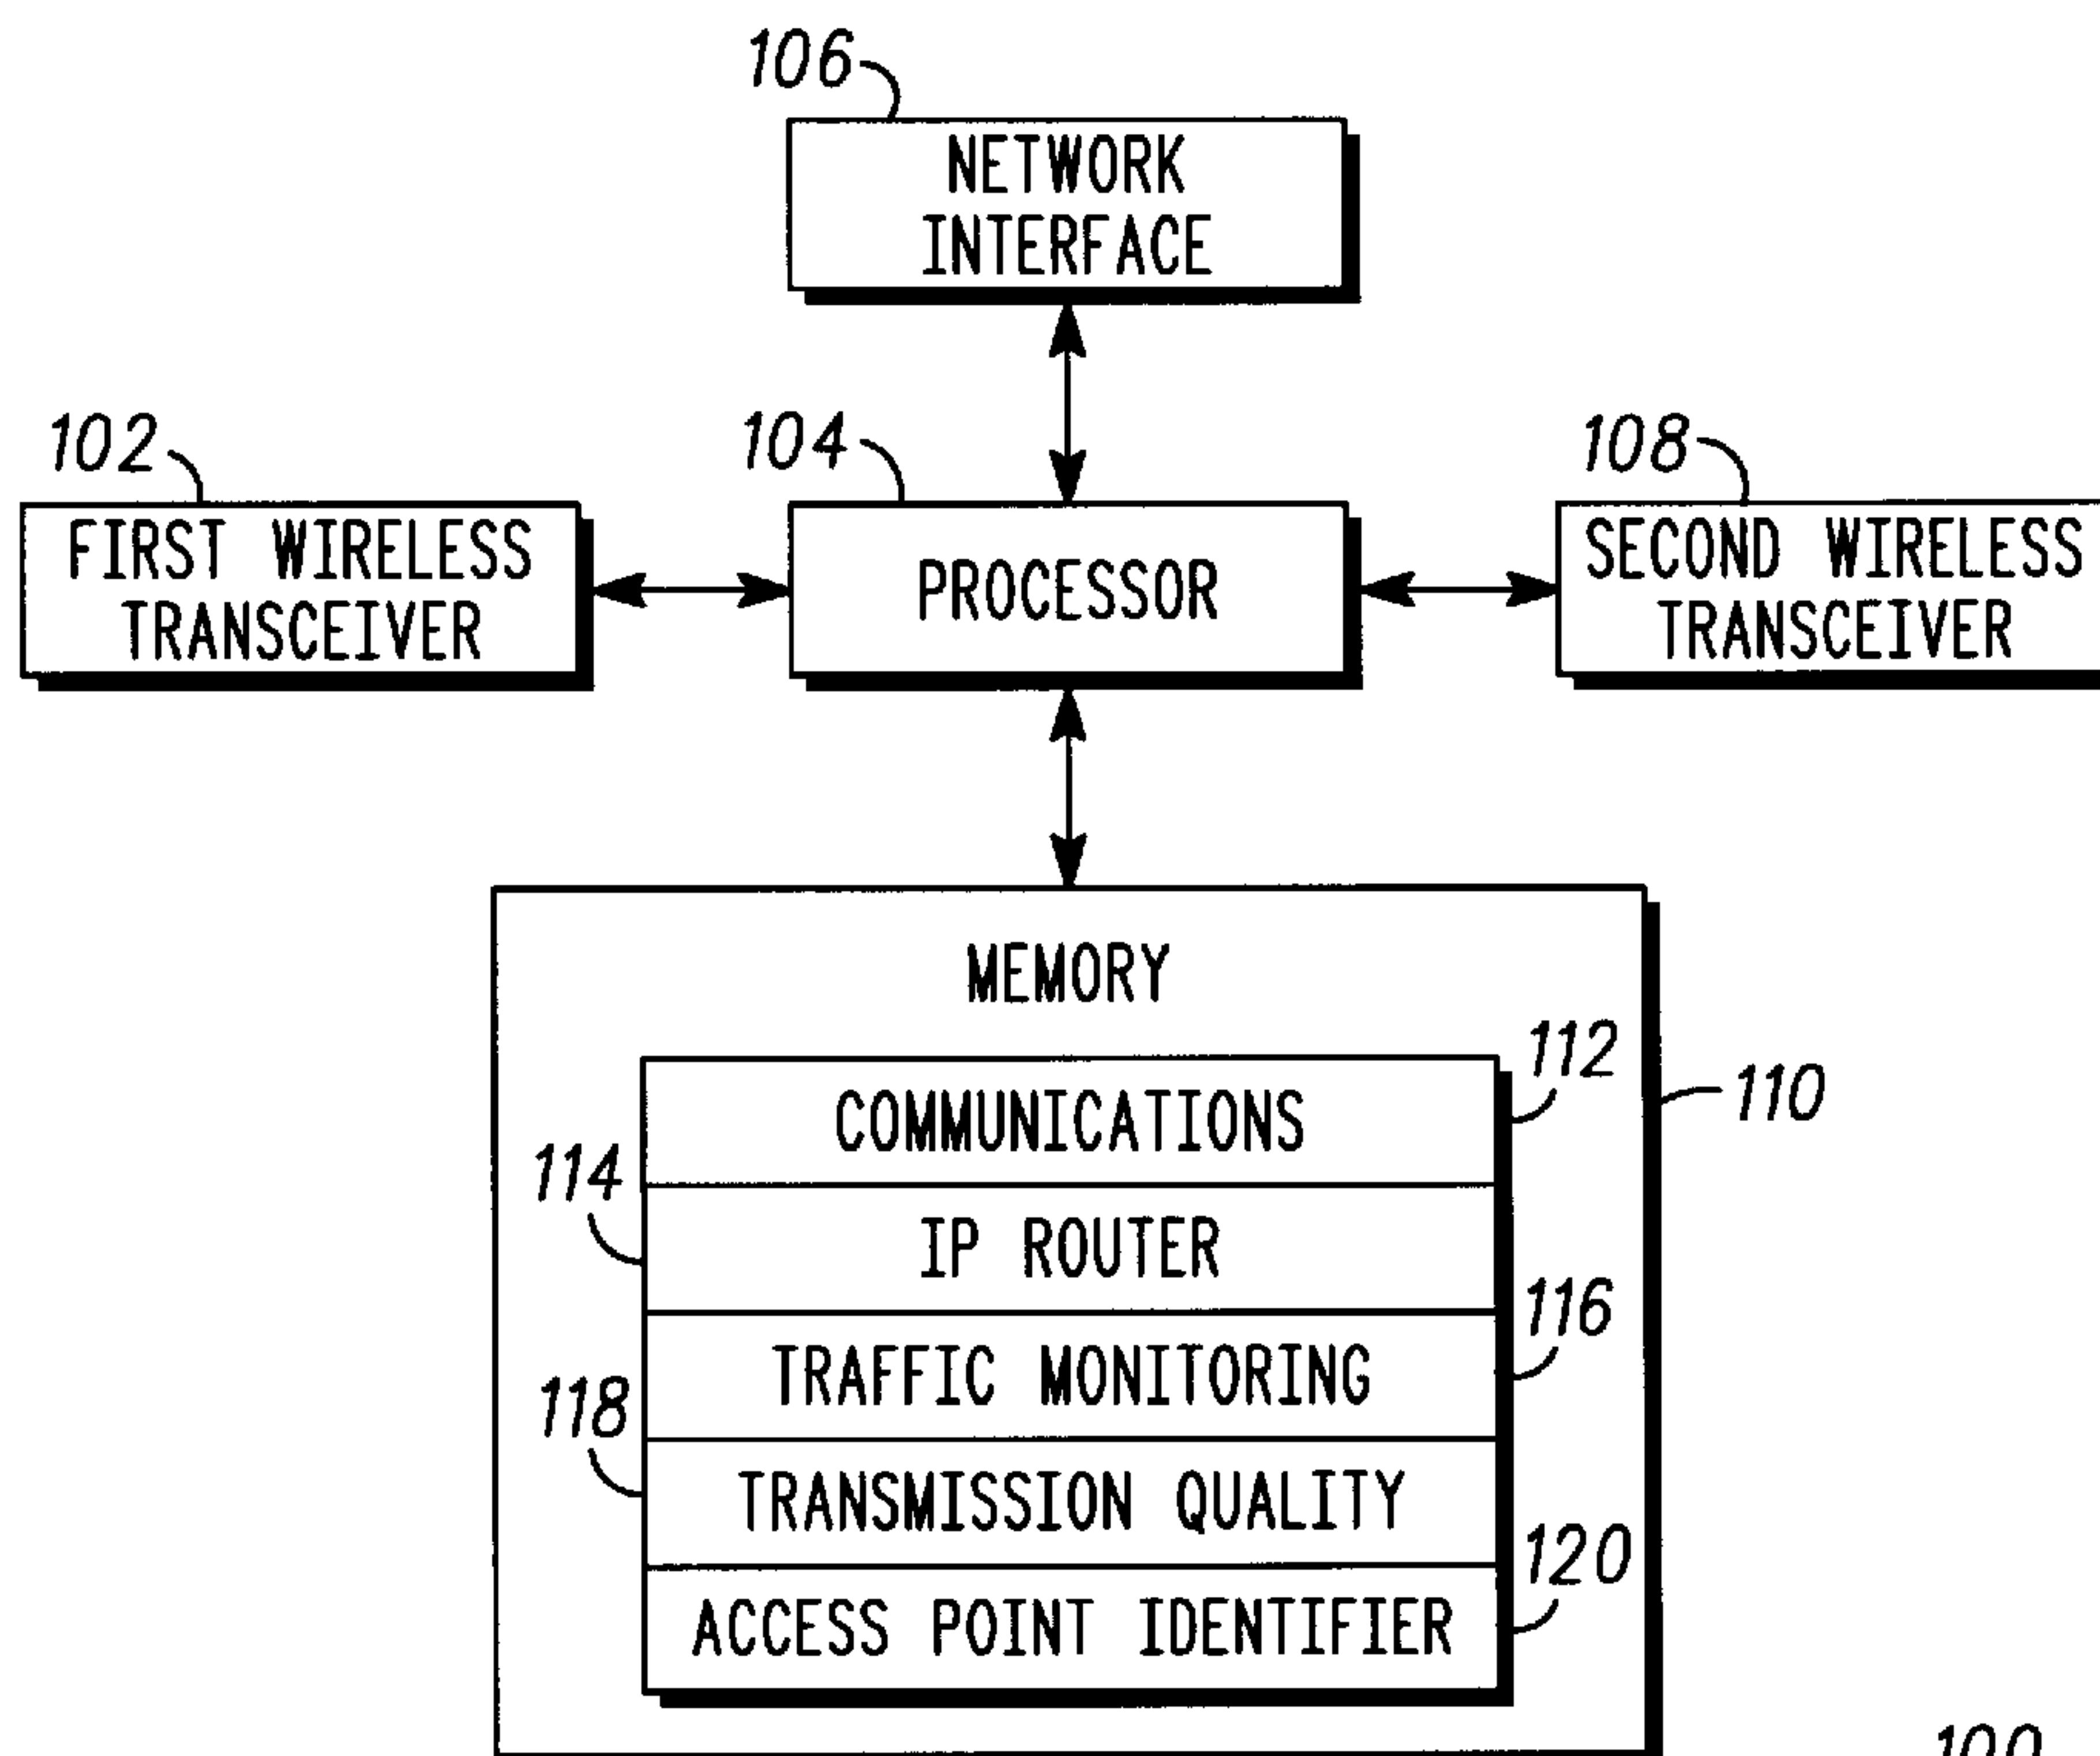 106
NETWORK
INTERFACE
102
104
108
FIRST WIRELESS
TRANSCEIVER
PROCESSOR
SECOND WIRELESS
TRANSCEIVER
MEMORY
112
COMMUNICATIONS
110
114
IP ROUTER
116
TRAFFIC MONITORING
118
TRANSMISSION QUALITY
120
ACCESS POINT IDENTIFIER
100